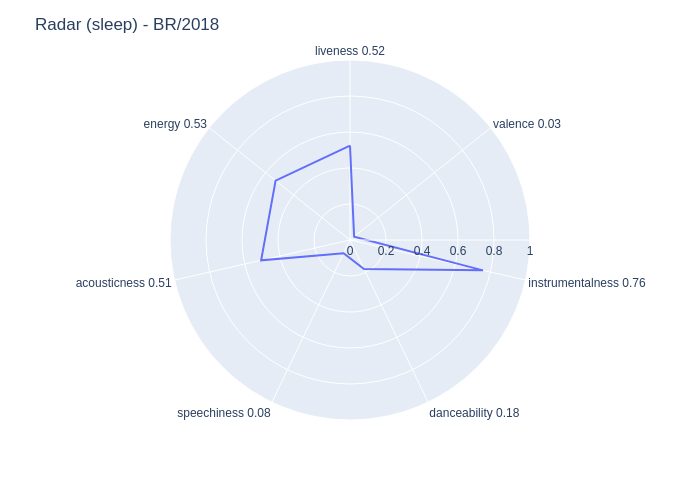 Radar (sleep) - BR/2018
liveness 0.52
energy 0.53
valence 0.03
0 0.2 0.4 0.6 0.8 1
acousticness 0.51
instrumentalness 0.76
speechiness 0.08
danceability 0.18